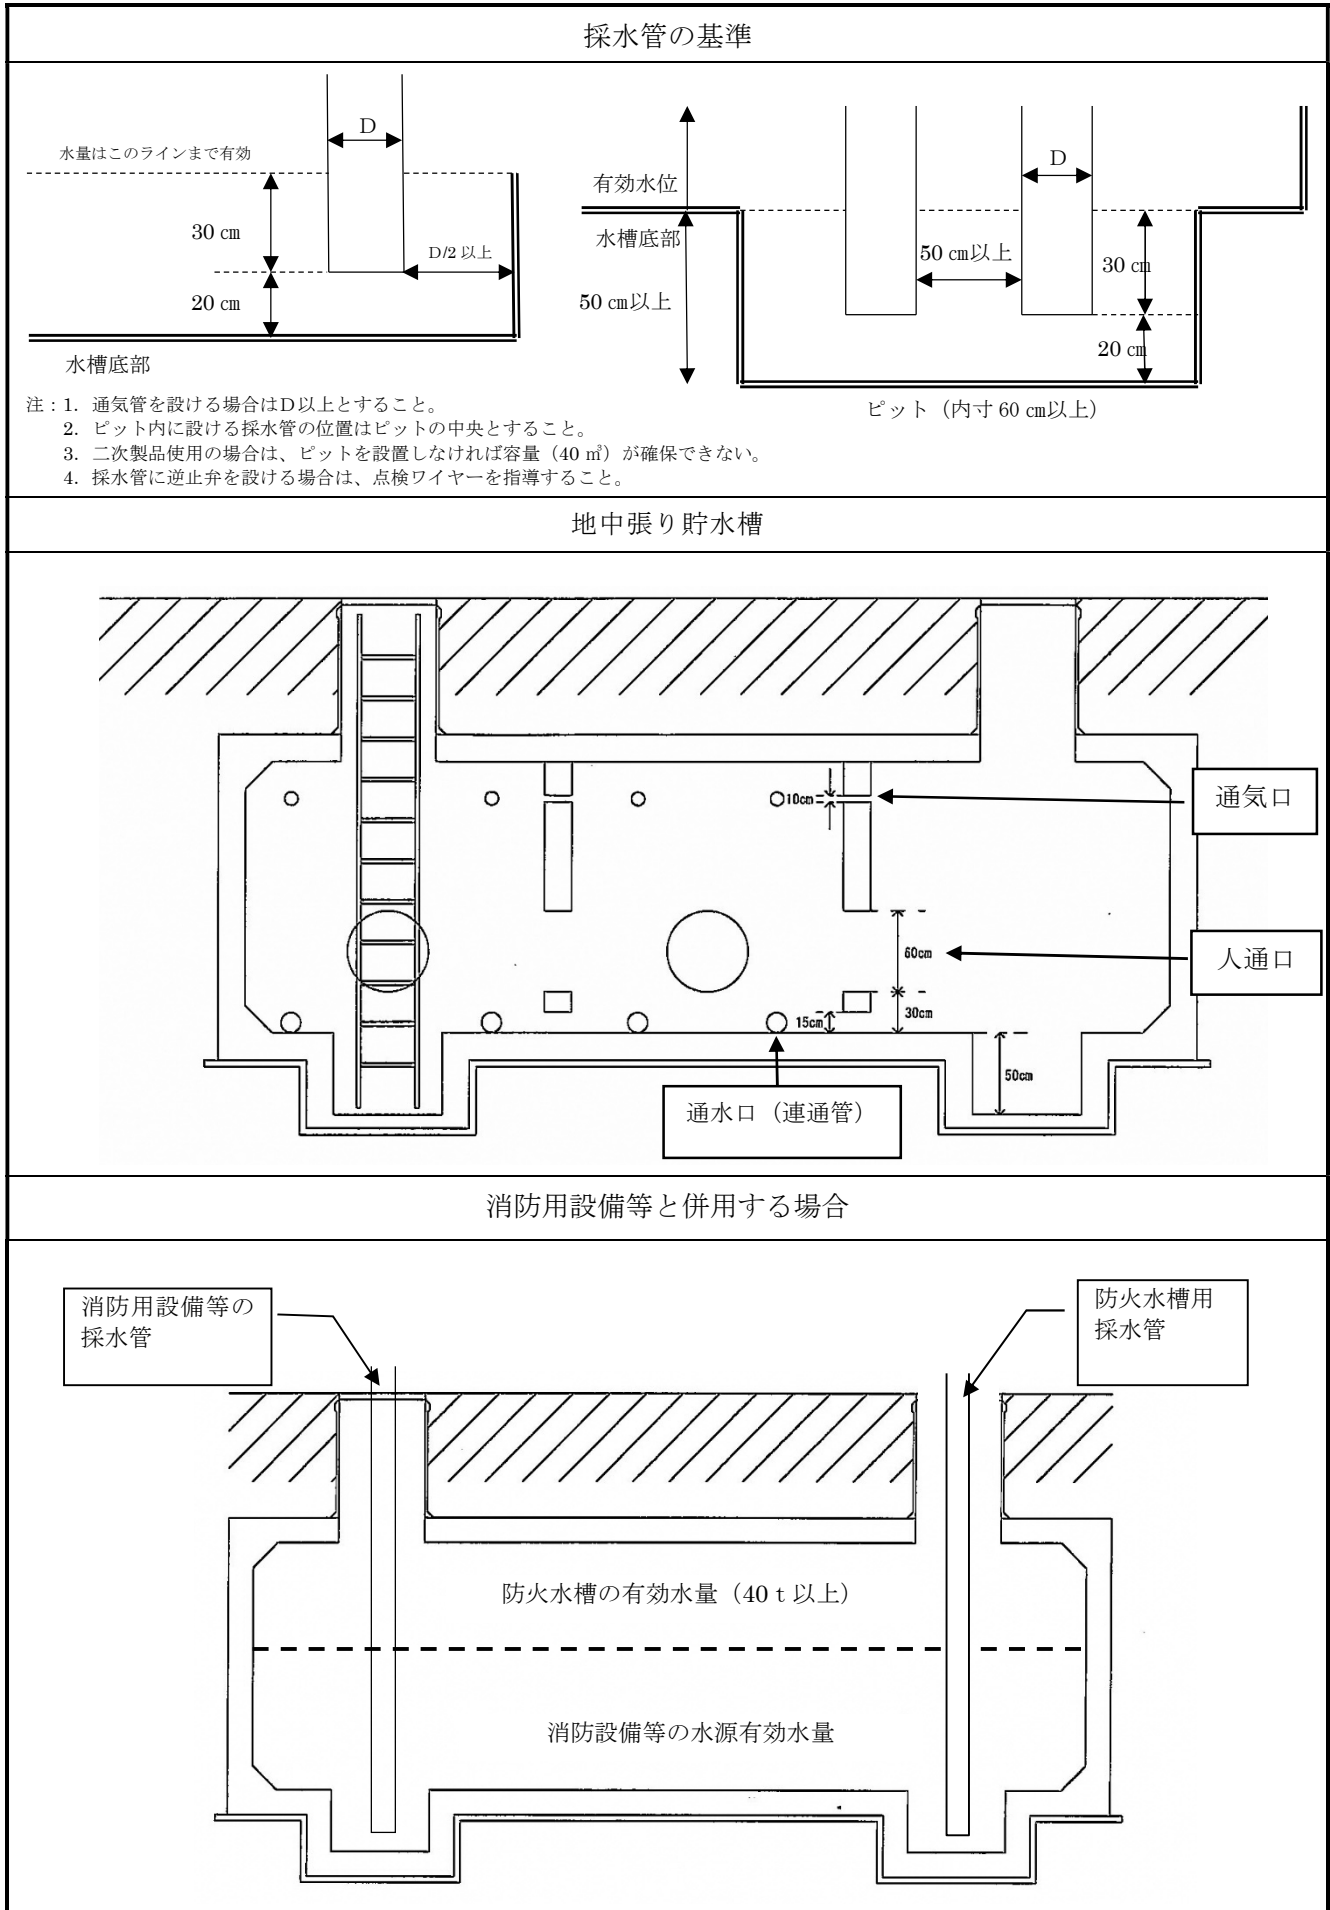 採水管の基準
D
水量はこのラインまで有効
30 ㎝
D/2 以上
20 ㎝
水槽底部
有効水位
水槽底部
50 ㎝以上
D
50 ㎝以上
30 ㎝
20 ㎝
ピット（内寸 60 ㎝以上）
注：1．通気管を設ける場合はＤ以上とすること。
2．ピット内に設ける採水管の位置はピットの中央とすること。
3．二次製品使用の場合は、ピットを設置しなければ容量（40 ㎥）が確保できない。
4．採水管に逆止弁を設ける場合は、点検ワイヤーを指導すること。
地中張り貯水槽
10cm
通気口
60cm
人通口
15cm
30cm
50cm
通水口（連通管）
消防用設備等と併用する場合
消防用設備等の
採水管
防火水槽用
採水管
防火水槽の有効水量（40ｔ以上）
消防設備等の水源有効水量